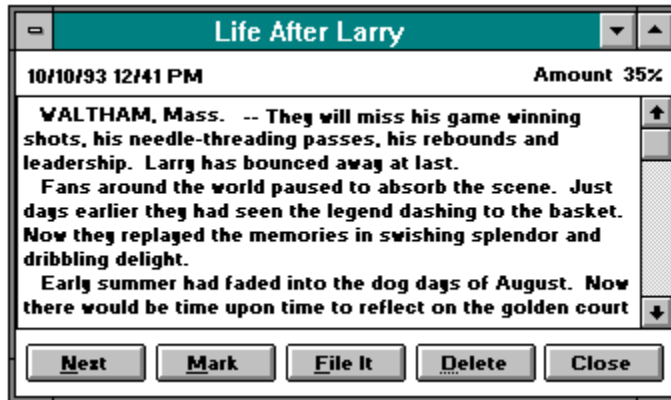 Life After Larry
10/10/93 12/41 PM Amount 35%
WALTHAM, Mass. -- They will miss his game winning
shots, his needle-threading passes, his rebounds and
leadership. Larry has bounced away at last.
Fans around the world paused to absorb the scene. Just
days earlier they had seen the legend dashing to the basket.
Now they replayed the memories in swishing splendor and
dribbling delight.
Early summer had faded into the dog days of August. Now
there would be time upon time to reflect on the golden court
Next Mark File It Delete Close